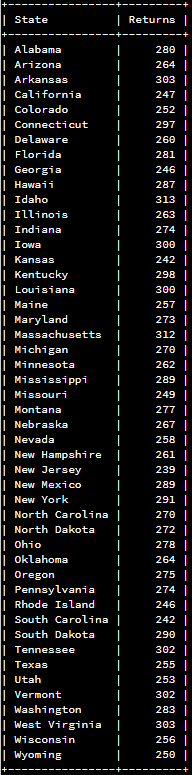 +----------------+---------+
| State          | Returns |
+----------------+---------+
| Alabama        |     280 |
| Arizona        |     264 |
| Arkansas       |     303 |
| California     |     247 |
| Colorado       |     252 |
| Connecticut    |     297 |
| Delaware       |     260 |
| Florida        |     281 |
| Georgia        |     246 |
| Hawaii         |     287 |
| Idaho          |     313 |
| Illinois       |     263 |
| Indiana        |     274 |
| Iowa           |     300 |
| Kansas         |     242 |
| Kentucky       |     298 |
| Louisiana      |     300 |
| Maine          |     257 |
| Maryland       |     273 |
| Massachusetts  |     312 |
| Michigan       |     270 |
| Minnesota      |     262 |
| Mississippi    |     289 |
| Missouri       |     249 |
| Montana        |     277 |
| Nebraska       |     267 |
| Nevada         |     258 |
| New Hampshire  |     261 |
| New Jersey     |     239 |
| New Mexico     |     289 |
| New York       |     291 |
| North Carolina |     270 |
| North Dakota   |     272 |
| Ohio           |     278 |
| Oklahoma       |     264 |
| Oregon         |     275 |
| Pennsylvania   |     274 |
| Rhode Island   |     246 |
| South Carolina |     242 |
| South Dakota   |     290 |
| Tennessee      |     302 |
| Texas          |     255 |
| Utah           |     253 |
| Vermont        |     302 |
| Washington     |     283 |
| West Virginia  |     303 |
| Wisconsin      |     256 |
| Wyoming        |     250 |
+----------------+---------+